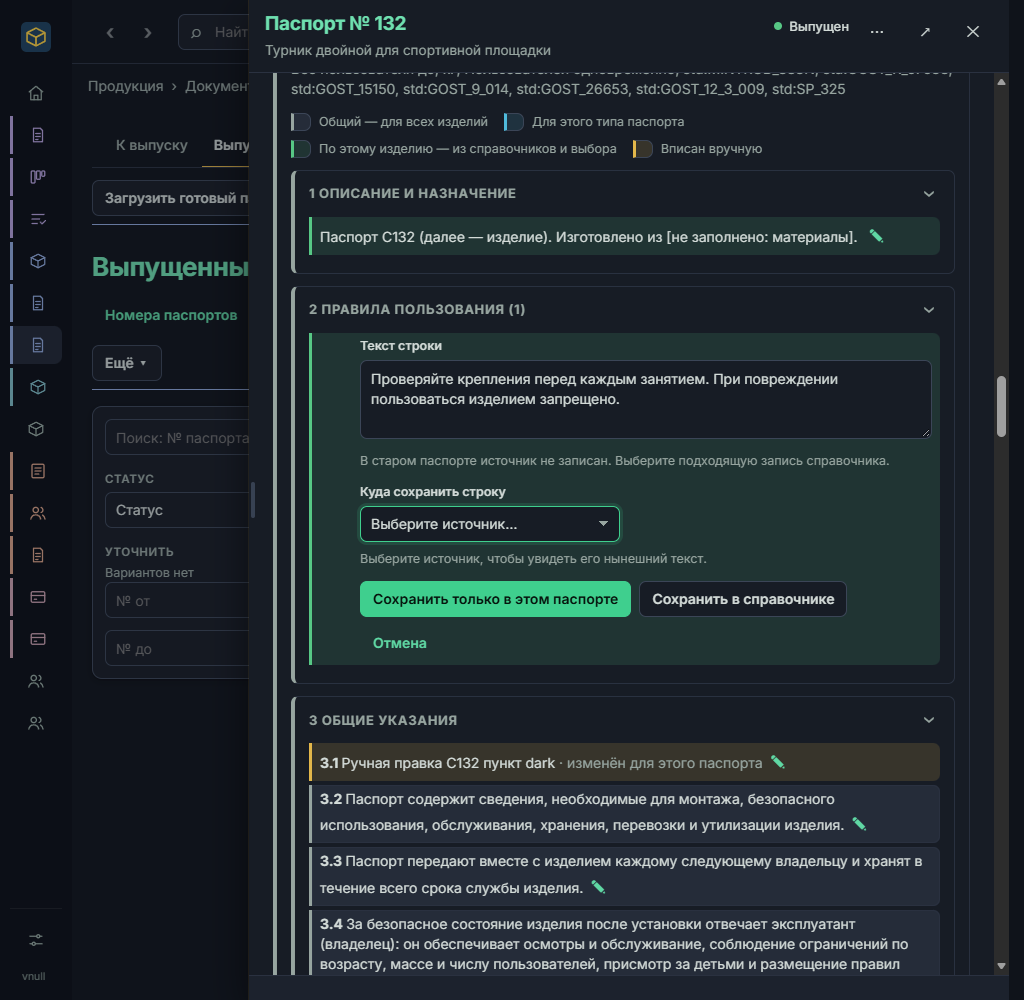 Паспорт № 132
Выпущен
...
Турник двойной для спортивной площадки
Найт
Продукция › Докумен
К выпуску
Выпу
Загрузить готовый п
Выпущенны
Номера паспортов
Ещё
Поиск: № паспорта
СТАТУС
Статус
УТОЧНИТЬ
Вариантов нет
№ от
№ до
vnull
std:GOST_15150, std:GOST_9_014, std:GOST_26653, std:GOST_12_3_009, std:SP_325
Общий — для всех изделий
Для этого типа паспорта
По этому изделию — из справочников и выбора
Вписан вручную
1 ОПИСАНИЕ И НАЗНАЧЕНИЕ
Паспорт C132 (далее — изделие). Изготовлено из [не заполнено: материалы].
2 ПРАВИЛА ПОЛЬЗОВАНИЯ (1)
Текст строки
Проверяйте крепления перед каждым занятием. При повреждении
пользоваться изделием запрещено.
В старом паспорте источник не записан. Выберите подходящую запись справочника.
Куда сохранить строку
Выберите источник...
Выберите источник, чтобы увидеть его нынешний текст.
Сохранить только в этом паспорте
Сохранить в справочнике
Отмена
3 ОБЩИЕ УКАЗАНИЯ
3.1 Ручная правка C132 пункт dark · изменён для этого паспорта
3.2 Паспорт содержит сведения, необходимые для монтажа, безопасного
использования, обслуживания, хранения, перевозки и утилизации изделия.
3.3 Паспорт передают вместе с изделием каждому следующему владельцу и хранят в
течение всего срока службы изделия.
3.4 За безопасное состояние изделия после установки отвечает эксплуатант
(владелец): он обеспечивает осмотры и обслуживание, соблюдение ограничений по
возрасту, массе и числу пользователей, присмотр за детьми и размещение правил